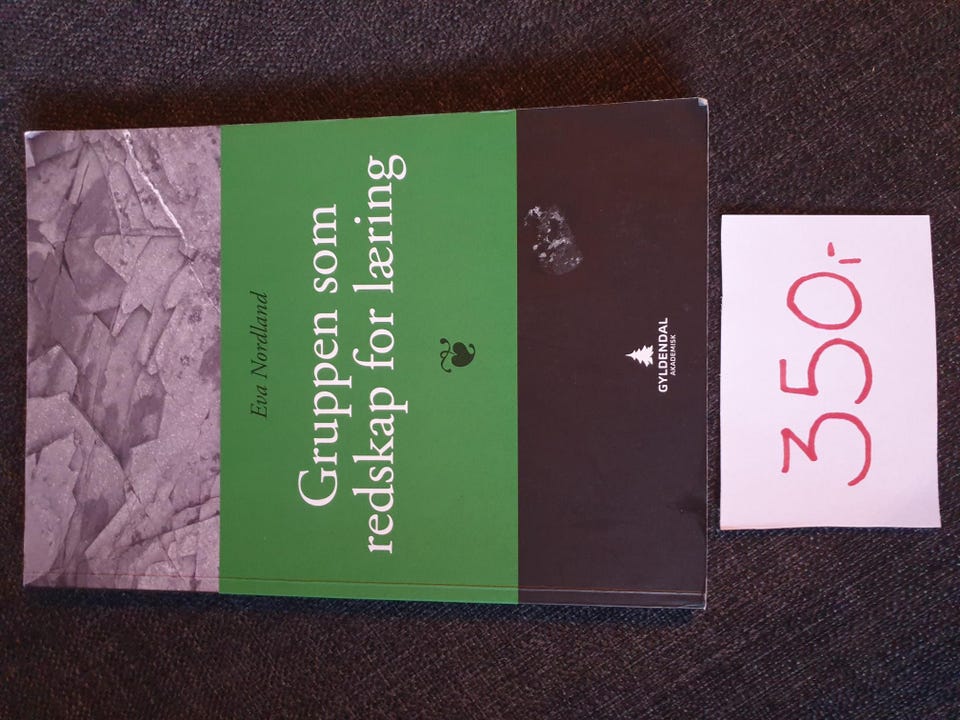 Eva Nordland
Gruppen som
redskap for læring
GYLDENDAL
AKADEMISK
350,-